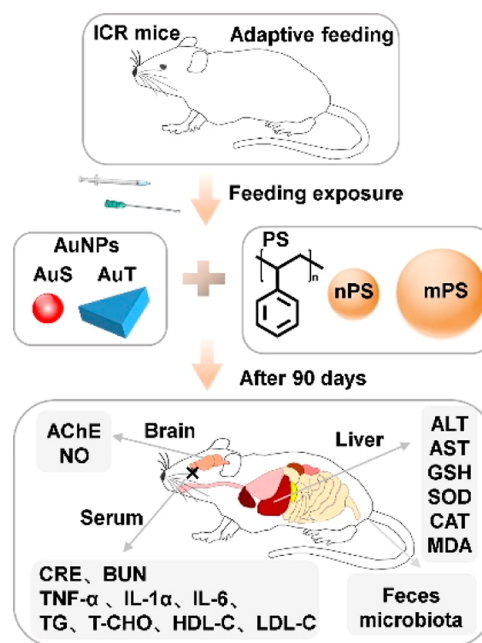 ICR mice
Adaptive feeding
Feeding exposure
AuNPs
AuS
AuT
PS
n
nPS
mPS
After 90 days
AChE
NO
Brain
Liver
ALT
AST
GSH
SOD
CAT
MDA
Serum
CRE、BUN
TNF-α 、IL-1α、IL-6、
TG、T-CHO、HDL-C、LDL-C
Feces
microbiota